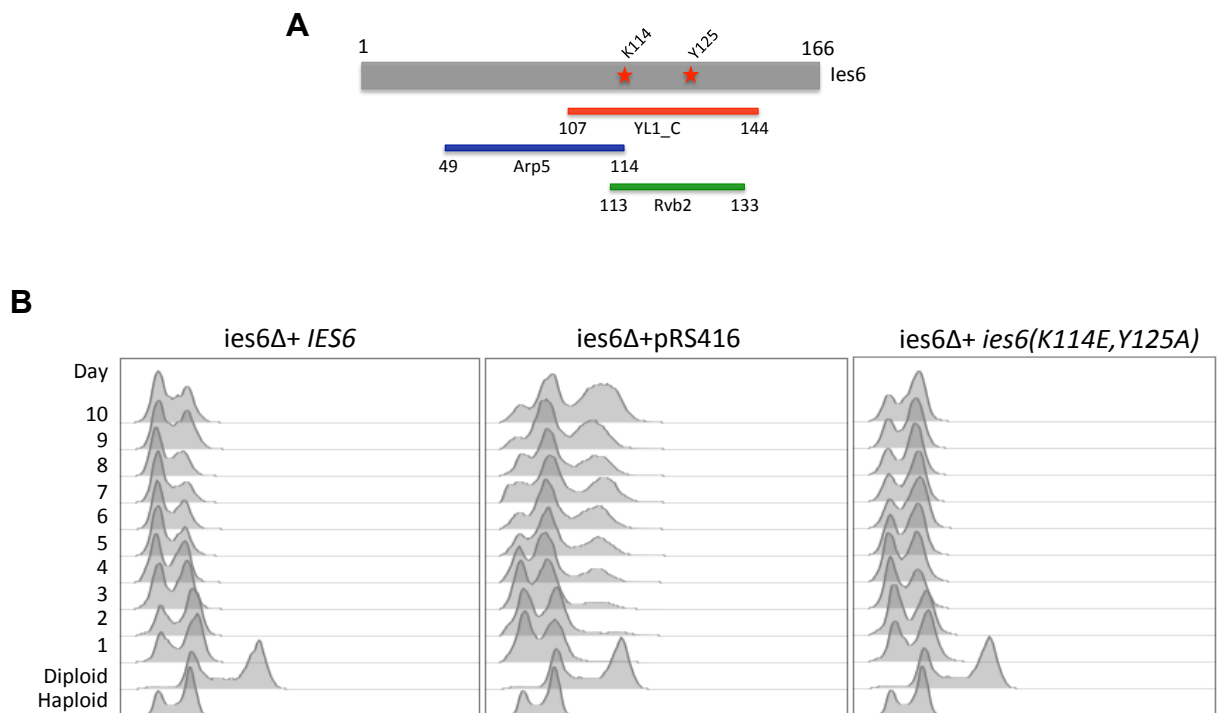 A
1
K114
Y125
166
Ies6
107 YL1_C 144
49 Arp5 114
113 Rvb2 133
B
ies6Δ+ IES6
ies6Δ+pRS416
ies6Δ+ ies6(K114E,Y125A)
Day
10
9
8
7
6
5
4
3
2
1
Diploid
Haploid